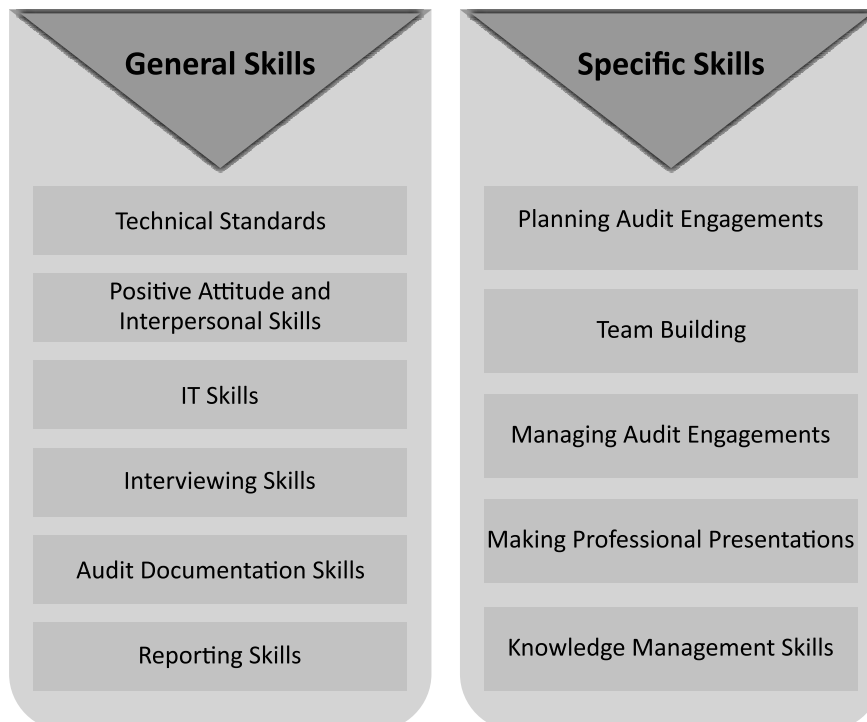 General Skills
Technical Standards
Positive Attitude and
Interpersonal Skills
IT Skills
Interviewing Skills
Audit Documentation Skills
Reporting Skills
Specific Skills
Planning Audit Engagements
Team Building
Managing Audit Engagements
Making Professional Presentations
Knowledge Management Skills